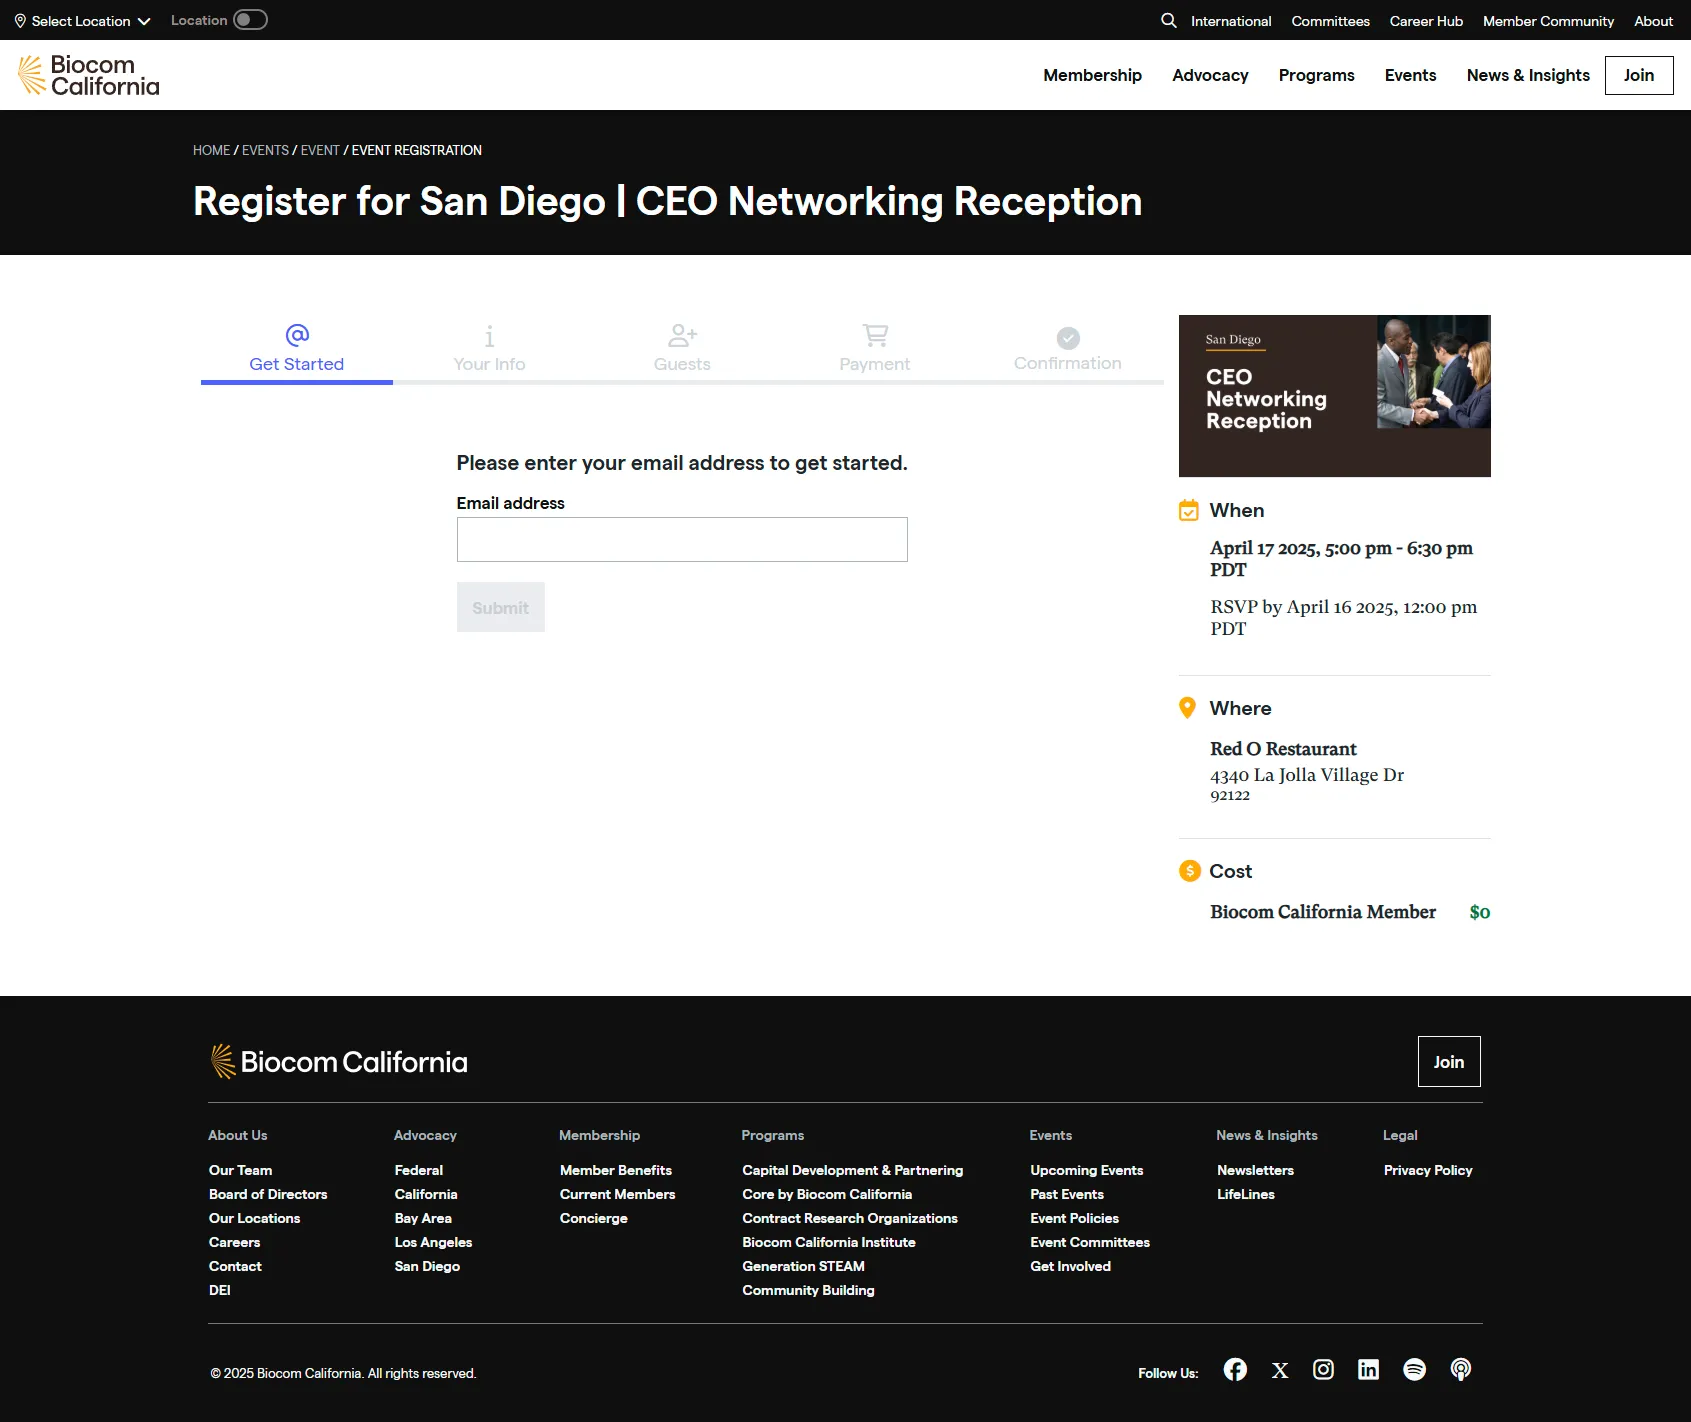 Select Location
Location
International
Committees
Career Hub
Member Community
About
Biocom
California
Membership
Advocacy
Programs
Events
News & Insights
Join
HOME / EVENTS / EVENT / EVENT REGISTRATION
Register for San Diego | CEO Networking Reception
Get Started
Your Info
Guests
Payment
Confirmation
Please enter your email address to get started.
Email address
Submit
San Diego
CEO
Networking
Reception
When
April 17 2025, 5:00 pm - 6:30 pm
PDT
RSVP by April 16 2025, 12:00 pm
PDT
Where
Red O Restaurant
4340 La Jolla Village Dr
92122
Cost
Biocom California Member $0
Biocom California
Join
About Us
Our Team
Board of Directors
Our Locations
Careers
Contact
DEI
Advocacy
Federal
California
Bay Area
Los Angeles
San Diego
Membership
Member Benefits
Current Members
Concierge
Programs
Capital Development & Partnering
Core by Biocom California
Contract Research Organizations
Biocom California Institute
Generation STEAM
Community Building
Events
Upcoming Events
Past Events
Event Policies
Event Committees
Get Involved
News & Insights
Newsletters
LifeLines
Legal
Privacy Policy
© 2025 Biocom California. All rights reserved.
Follow Us: